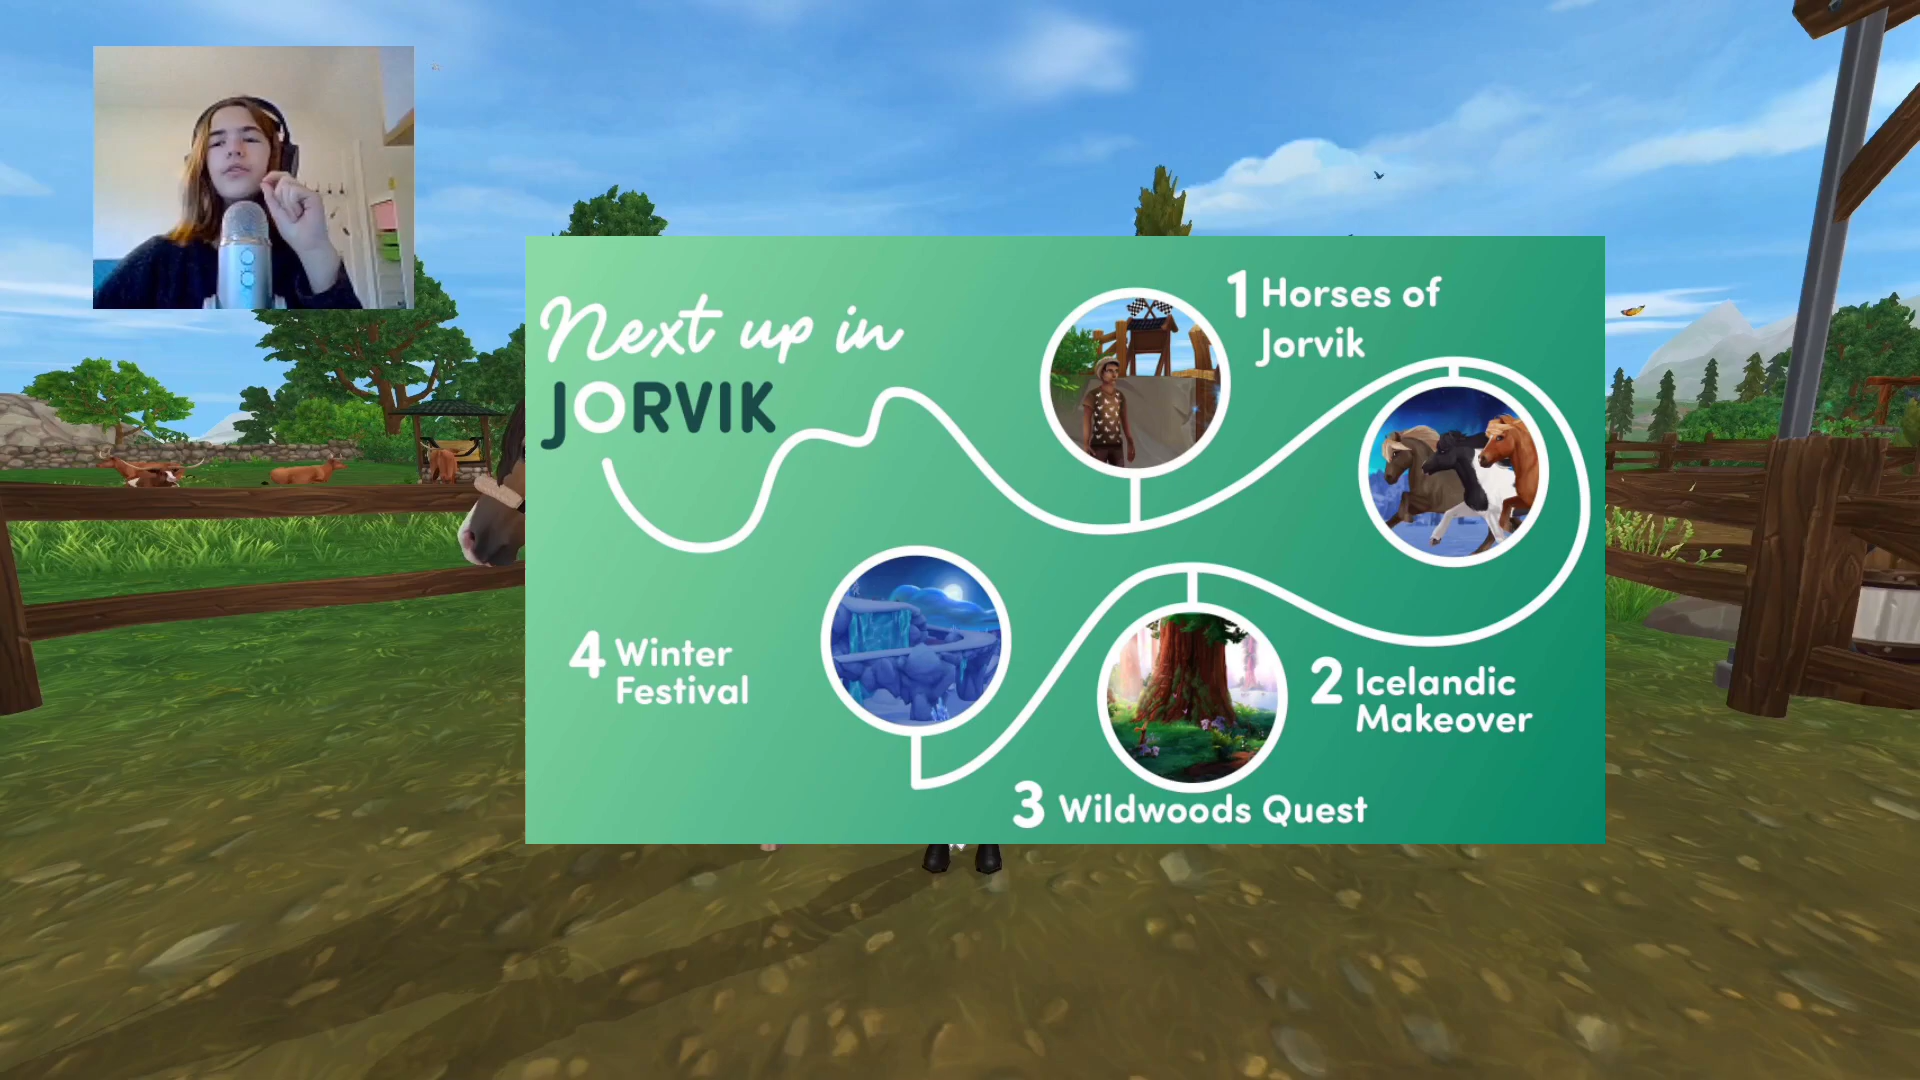 Next up in
JORVIK
1 Horses of
Jorvik
2 Icelandic
Makeover
3 Wildwoods Quest
4 Winter
Festival